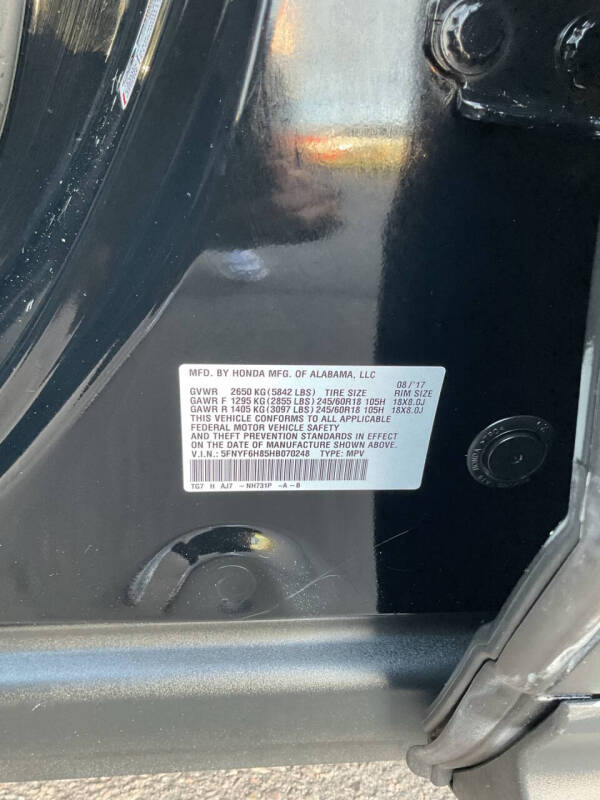 MFD. BY HONDA MFG. OF ALABAMA, LLC 08/'17
GVWR 2650 KG (5842 LBS) TIRE SIZE RIM SIZE
GAWR F 1295 KG (2855 LBS) 245/60R18 105H 18X8.0J
GAWR R 1405 KG (3097 LBS) 245/60R18 105H 18X8.0J
THIS VEHICLE CONFORMS TO ALL APPLICABLE
FEDERAL MOTOR VEHICLE SAFETY
AND THEFT PREVENTION STANDARDS IN EFFECT
ON THE DATE OF MANUFACTURE SHOWN ABOVE.
V.I.N.: 5FNYF6H85HB070248 TYPE: MPV
TG7 H AJ7 -NH731P -A-B